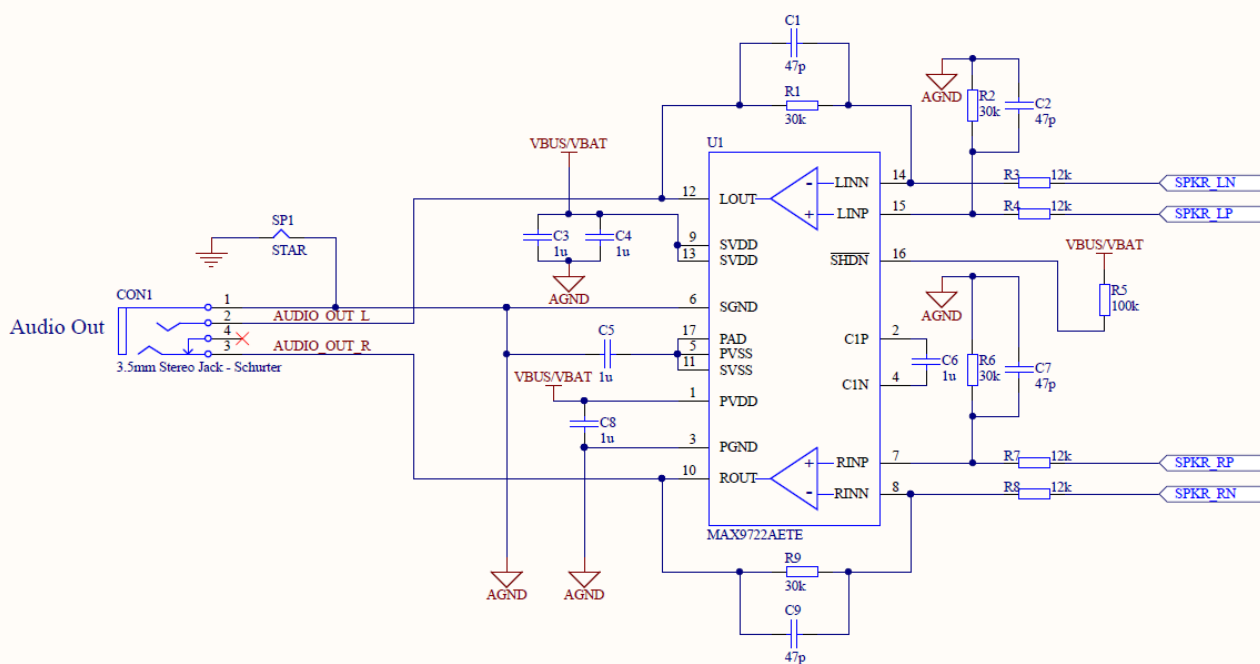 C1
47p
R1
30k
AGND
R2
30k
C2
47p
VBUS/VBAT
U1
12
LOUT
-
LINN
14
R3
12k
SPKR_LN
+
LINP
15
R4
12k
SPKR_LP
SP1
STAR
C3
1u
C4
1u
9
SVDD
13
SVDD
SHDN
16
VBUS/VBAT
R5
100k
AGND
AGND
CON1
Audio Out
1
2
AUDIO_OUT_L
4
3
AUDIO_OUT_R
3.5mm Stereo Jack - Schurter
6
SGND
C5
1u
17
PAD
5
PVSS
11
SVSS
C1P
2
C6
1u
C1N
4
R6
30k
C7
47p
VBUS/VBAT
1
PVDD
C8
1u
3
PGND
10
ROUT
+
RINP
7
R7
12k
SPKR_RP
-
RINN
8
R8
12k
SPKR_RN
MAX9722AETE
AGND
AGND
R9
30k
C9
47p